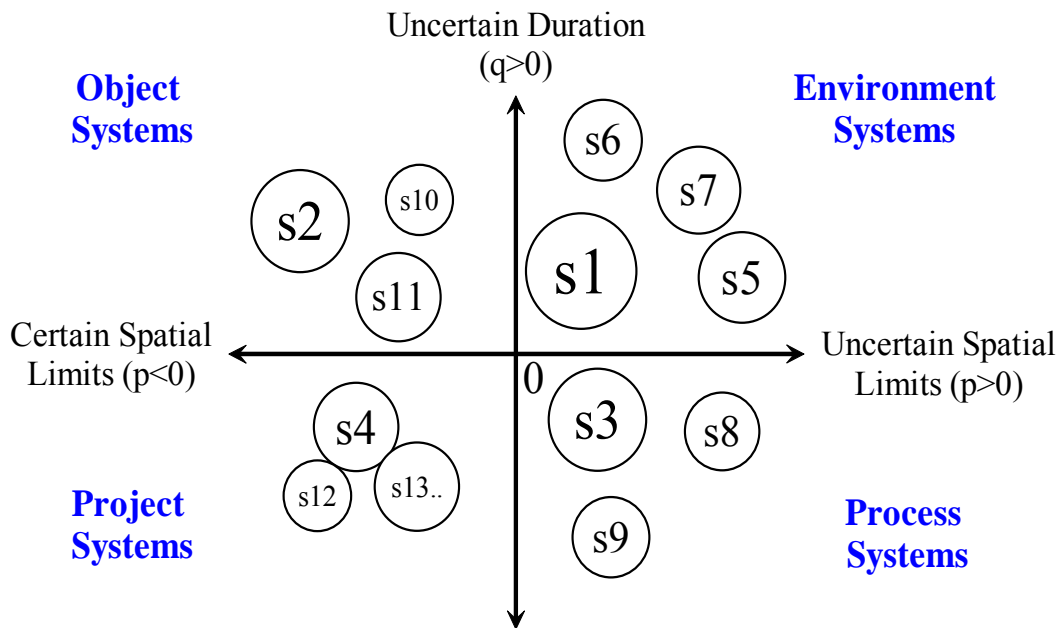 Uncertain Duration
(q>0)
Object
Systems
Environment
Systems
s6
s7
s10
s2
s1
s5
s11
Certain Spatial
Limits (p<0)
Uncertain Spatial
Limits (p>0)
0
s4
s3
s8
s12
s13..
Project
Systems
s9
Process
Systems